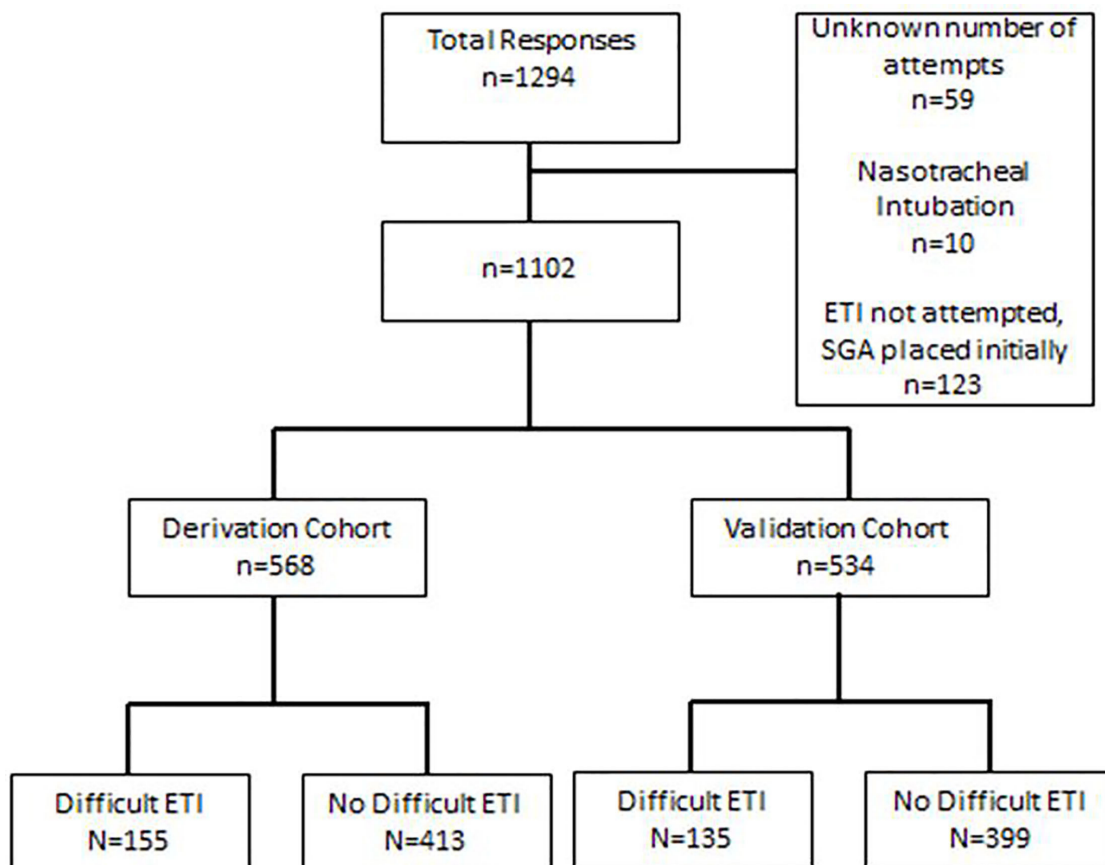 Total Responses
n=1294
Unknown number of
attempts
n=59
Nasotracheal
Intubation
n=10
ETI not attempted,
SGA placed initially
n=123
n=1102
Derivation Cohort
n=568
Validation Cohort
n=534
Difficult ETI
N=155
No Difficult ETI
N=413
Difficult ETI
N=135
No Difficult ETI
N=399